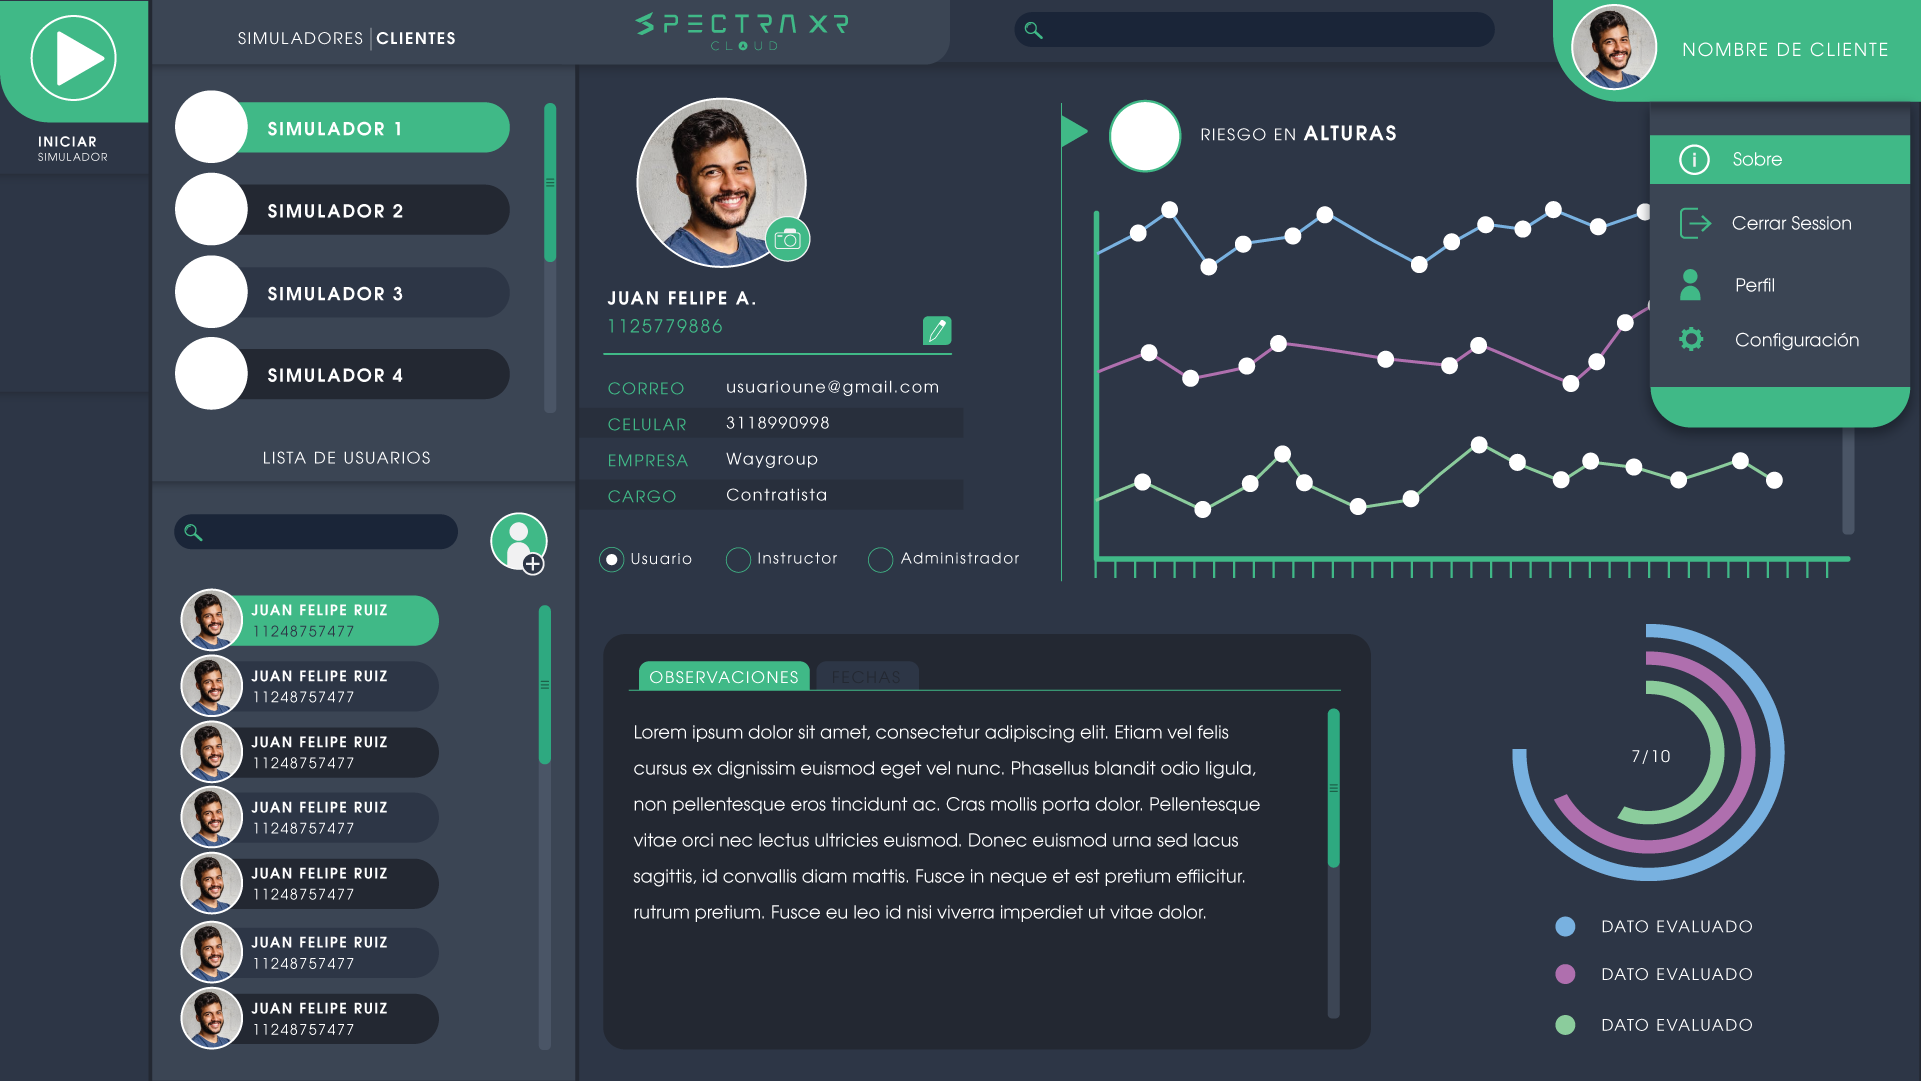 INICIAR
SIMULADOR
SIMULADORES | CLIENTES
SPECTRA XR
CLOUD
NOMBRE DE CLIENTE
SIMULADOR 1
SIMULADOR 2
SIMULADOR 3
SIMULADOR 4
LISTA DE USUARIOS
JUAN FELIPE RUIZ
11248757477
JUAN FELIPE RUIZ
11248757477
JUAN FELIPE RUIZ
11248757477
JUAN FELIPE RUIZ
11248757477
JUAN FELIPE RUIZ
11248757477
JUAN FELIPE RUIZ
11248757477
JUAN FELIPE RUIZ
11248757477
JUAN FELIPE A.
1125779886
CORREO usuarioune@gmail.com
CELULAR 3118990998
EMPRESA Waygroup
CARGO Contratista
Usuario Instructor Administrador
RIESGO EN ALTURAS
Sobre
Cerrar Session
Perfil
Configuración
OBSERVACIONES FECHAS
Lorem ipsum dolor sit amet, consectetur adipiscing elit. Etiam vel felis
cursus ex dignissim euismod eget vel nunc. Phasellus blandit odio ligula,
non pellentesque eros tincidunt ac. Cras mollis porta dolor. Pellentesque
vitae orci nec lectus ultricies euismod. Donec euismod urna sed lacus
sagittis, id convallis diam mattis. Fusce in neque et est pretium effiicitur.
rutrum pretium. Fusce eu leo id nisi viverra imperdiet ut vitae dolor.
7/10
DATO EVALUADO
DATO EVALUADO
DATO EVALUADO